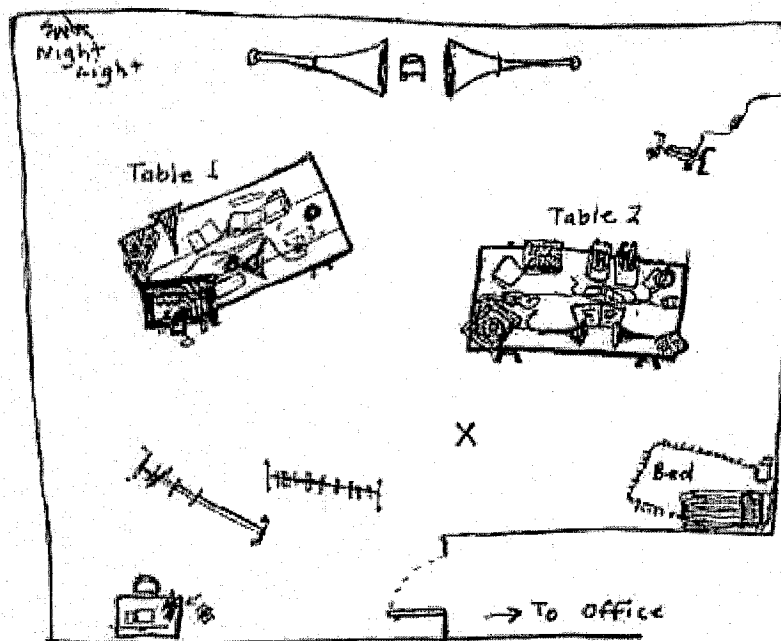 Night
Light
Table 1
Table 2
X
Bed
→ To Office